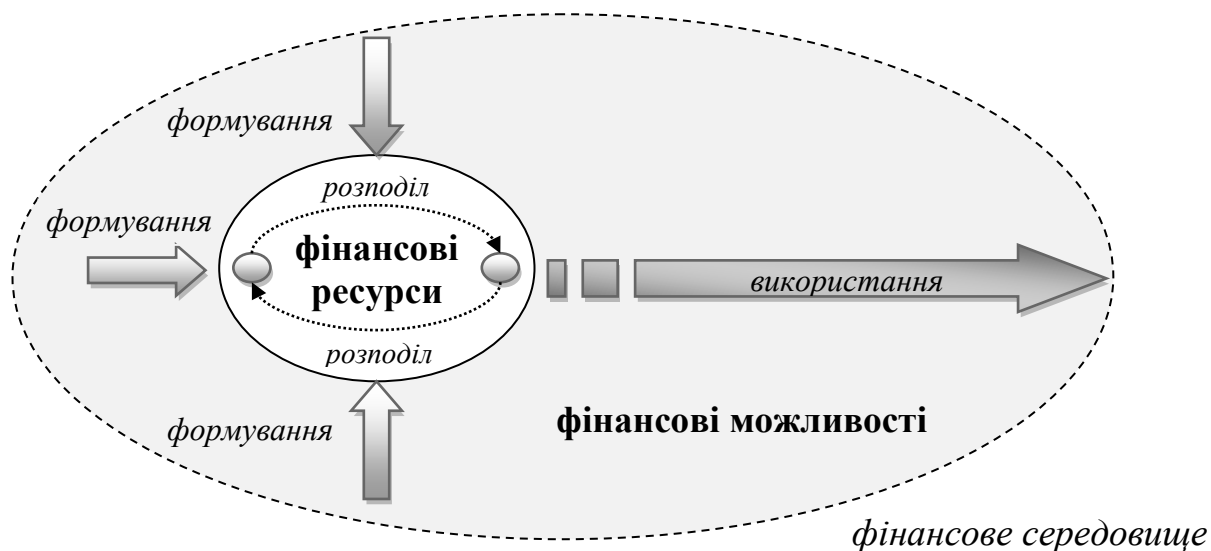 формування
розподіл
формування
фінансові
ресурси
використання
розподіл
фінансові можливості
формування
фінансове середовище